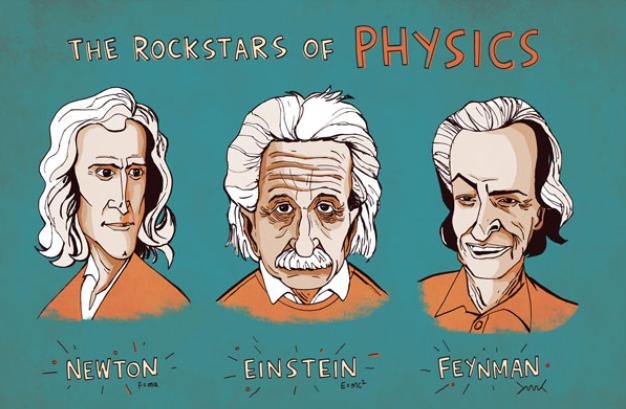 THE ROCKSTARS OF PHYSICS
NEWTON
F=ma
EINSTEIN
E=mc²
FEYNMAN